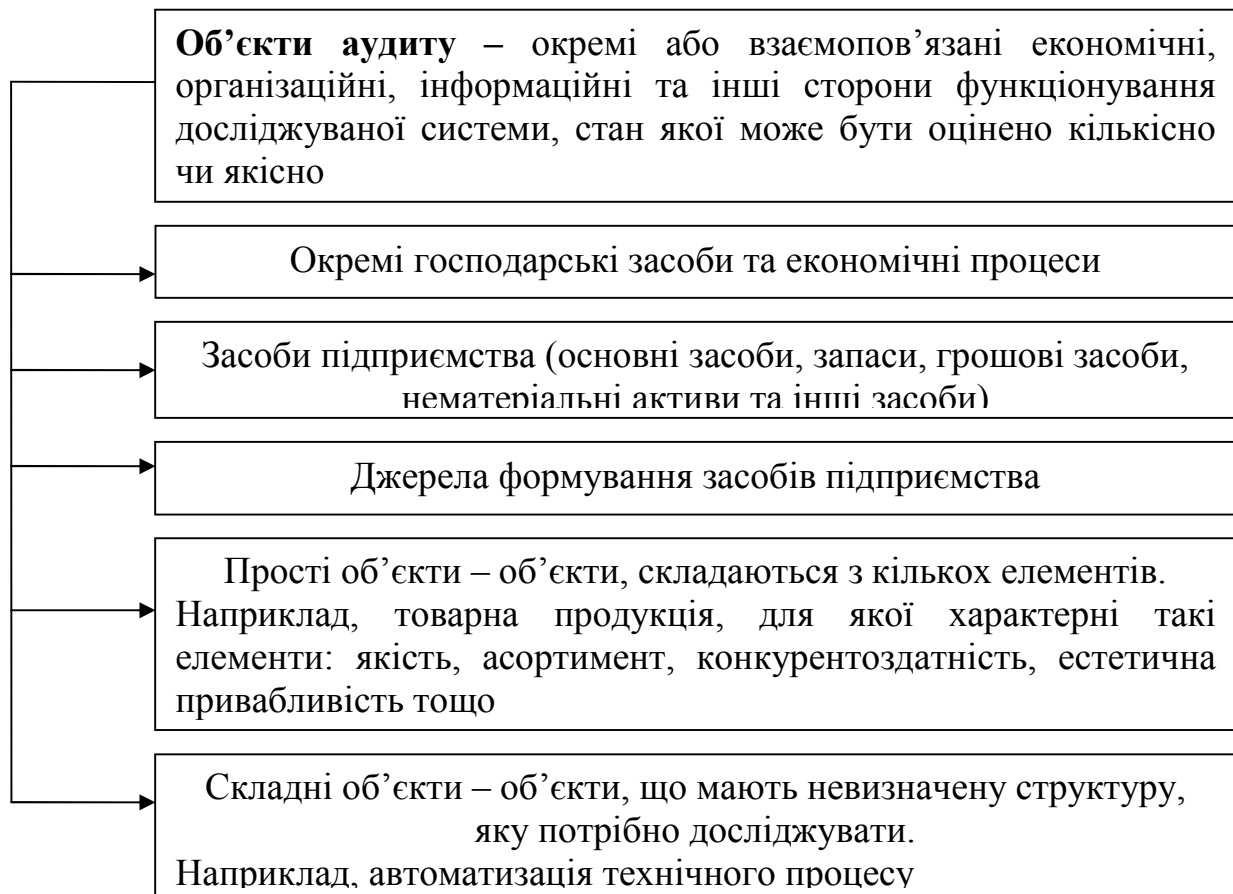 Об’єкти аудиту – окремі або взаємопов’язані економічні,
організаційні, інформаційні та інші сторони функціонування
досліджуваної системи, стан якої може бути оцінено кількісно
чи якісно
Окремі господарські засоби та економічні процеси
Засоби підприємства (основні засоби, запаси, грошові засоби,
нематеріальні активи та інші засоби)
Джерела формування засобів підприємства
Прості об’єкти – об’єкти, складаються з кількох елементів.
Наприклад, товарна продукція, для якої характерні такі
елементи: якість, асортимент, конкурентоздатність, естетична
привабливість тощо
Складні об’єкти – об’єкти, що мають невизначену структуру,
яку потрібно досліджувати.
Наприклад, автоматизація технічного процесу